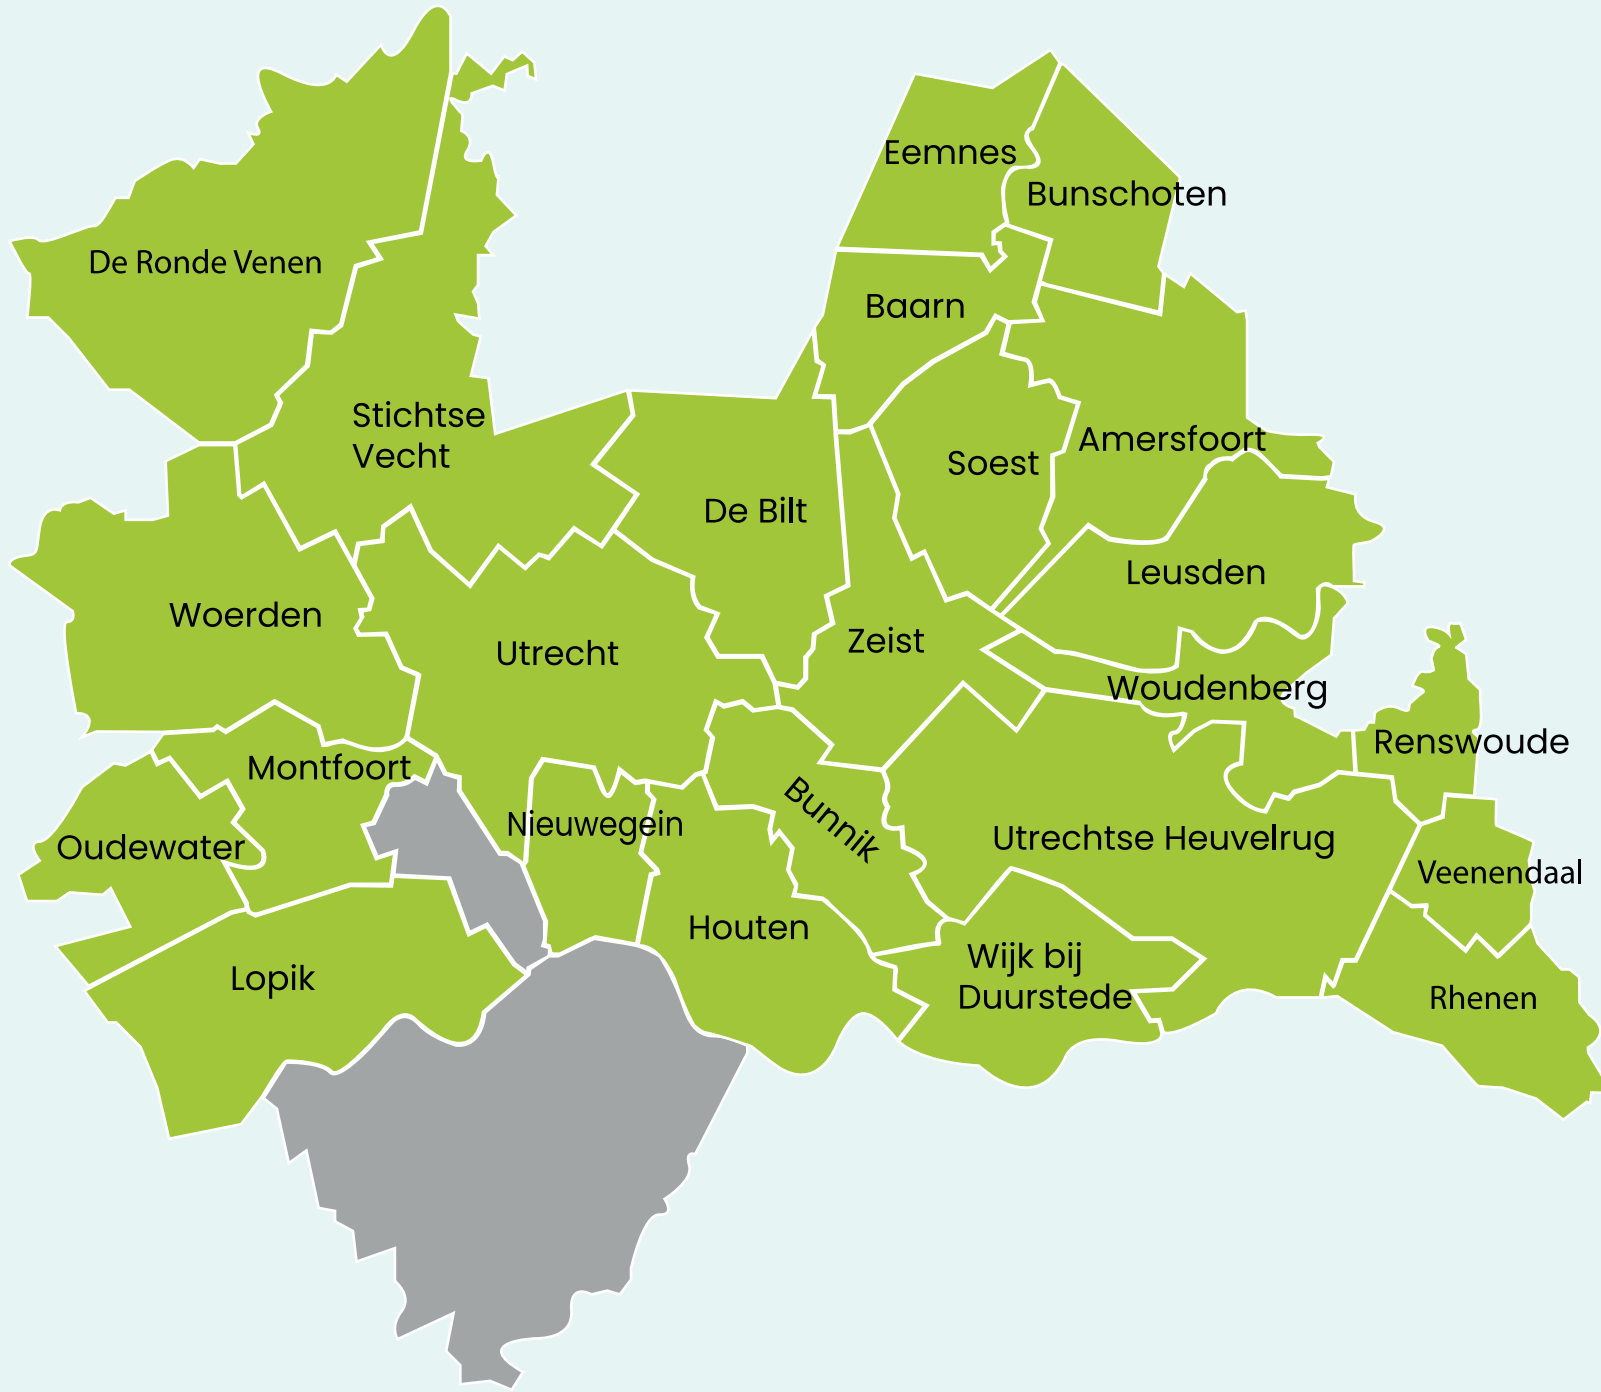 Eemnes
Bunschoten
De Ronde Venen
Baarn
Stichtse
Vecht
Amersfoort
Soest
De Bilt
Leusden
Woerden
Zeist
Utrecht
Woudenberg
Renswoude
Montfoort
Nieuwegein
Bunnik
Utrechtse Heuvelrug
Oudewater
Veenendaal
Houten
Wijk bij
Duurstede
Lopik
Rhenen